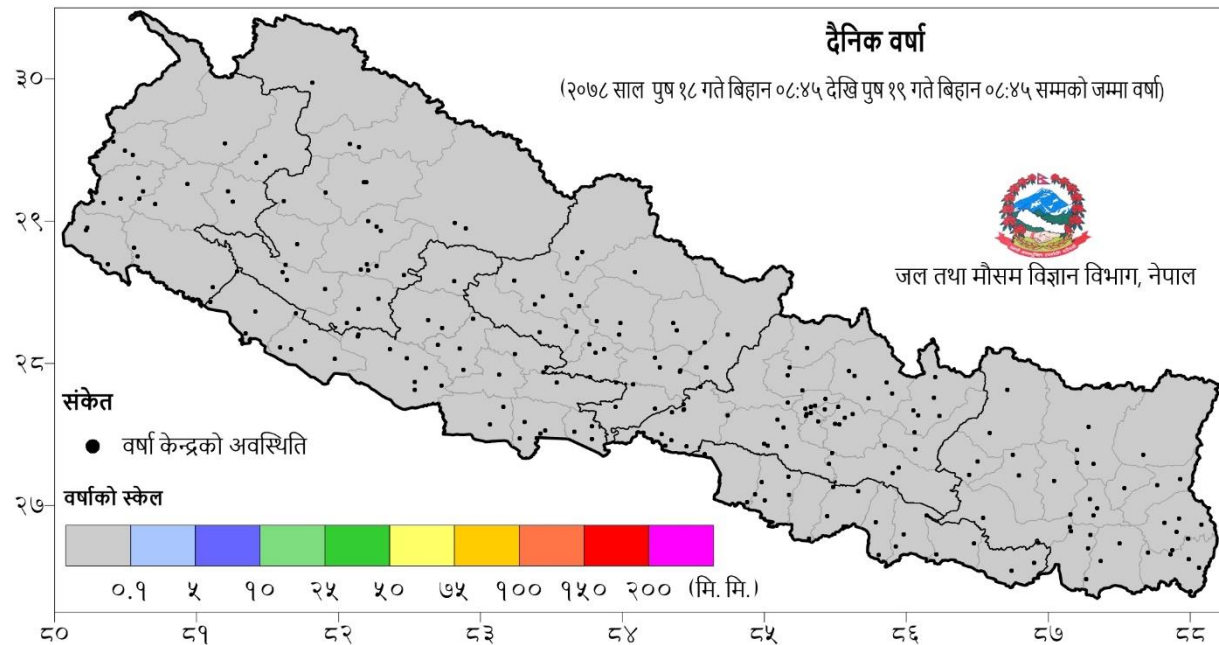 दैनिक वर्षा
(२०७८ साल पुष १८ गते बिहान ०८:४५ देखि पुष १९ गते बिहान ०८:४५ सम्मको जम्मा वर्षा)
जल तथा मौसम विज्ञान विभाग, नेपाल
३०
२९
२८
२७
संकेत
वर्षा केन्द्रको अवस्थिति
वर्षाको स्केल
०.१ ५ १० २५ ५० ७५ १०० १५० २०० (मि. मि.)
८० ८१ ८२ ८३ ८४ ८५ ८६ ८७ ८८